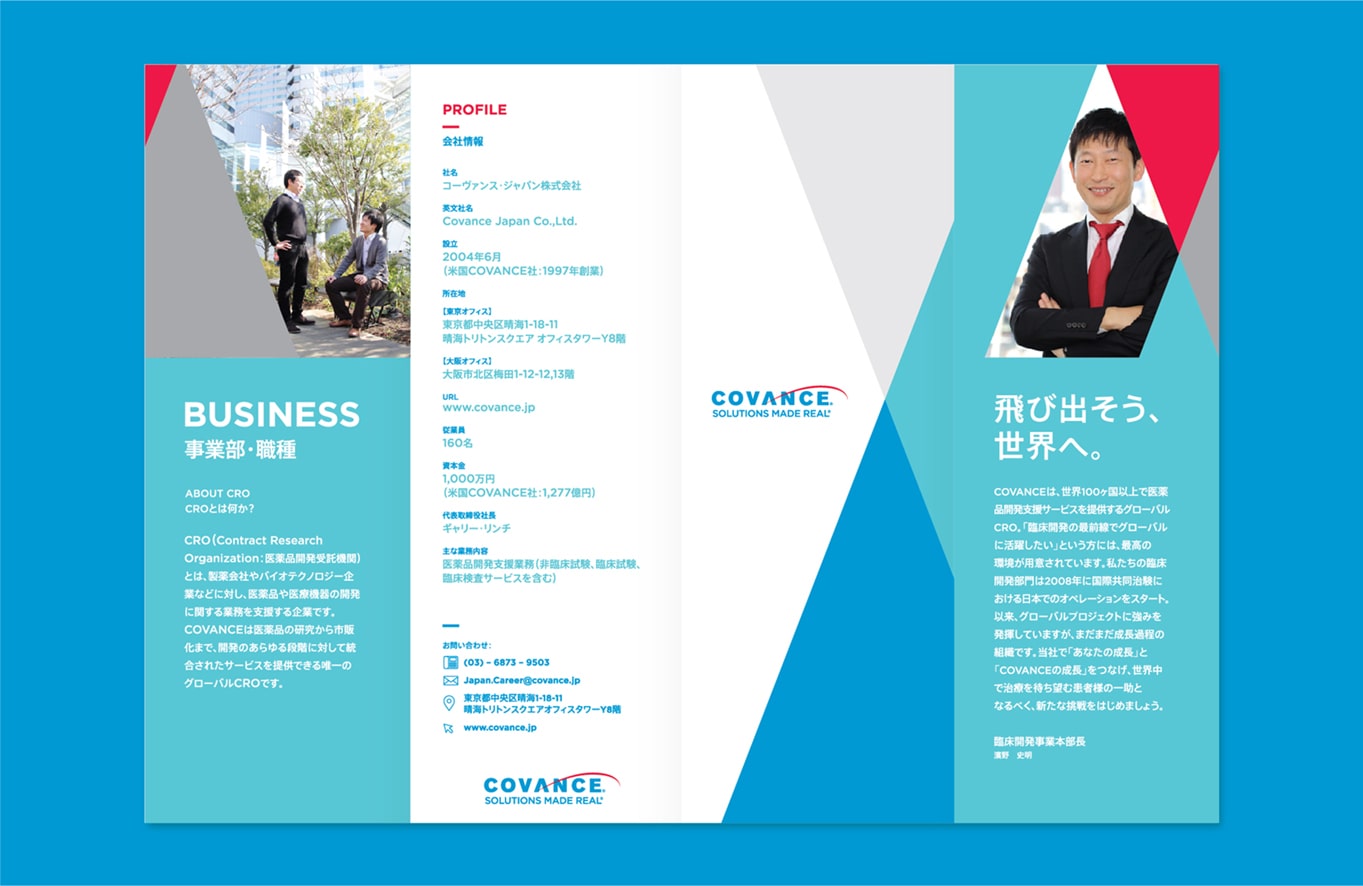 BUSINESS
事業部・職種
ABOUT CRO
CROとは何か？
CRO（Contract Research
Organization：医薬品開発受託機関）
とは、製薬会社やバイオテクノロジー企
業などに対し、医薬品や医療機器の開発
に関する業務を支援する企業です。
COVANCEは医薬品の研究から市販
化まで、開発のあらゆる段階に対して統
合されたサービスを提供できる唯一の
グローバルCROです。
PROFILE
会社情報
社名
コーヴァンス・ジャパン株式会社
英文社名
Covance Japan Co.,Ltd.
設立
2004年6月
（米国COVANCE社：1997年創業）
所在地
【東京オフィス】
東京都中央区晴海1-18-11
晴海トリトンスクエア オフィスタワーY8階
【大阪オフィス】
大阪市北区梅田1-12-12,13階
URL
www.covance.jp
従業員
160名
資本金
1,000万円
（米国COVANCE社：1,277億円）
代表取締役社長
ギャリー・リンチ
主な業務内容
医薬品開発支援業務（非臨床試験、臨床試験、
臨床検査サービスを含む）
お問い合わせ：
(03) – 6873 – 9503
Japan.Career@covance.jp
東京都中央区晴海1-18-11
晴海トリトンスクエアオフィスタワーY8階
www.covance.jp
COVANCE®
SOLUTIONS MADE REAL®
COVANCE®
SOLUTIONS MADE REAL®
飛び出そう、
世界へ。
COVANCEは、世界100ヶ国以上で医薬
品開発支援サービスを提供するグローバル
CRO。「臨床開発の最前線でグローバル
に活躍したい」という方には、最高の
環境が用意されています。私たちの臨床
開発部門は2008年に国際共同治験に
おける日本でのオペレーションをスタート。
以来、グローバルプロジェクトに強みを
発揮していますが、まだまだ成長過程の
組織です。当社で「あなたの成長」と
「COVANCEの成長」をつなげ、世界中
で治療を待ち望む患者様の一助と
なるべく、新たな挑戦をはじめましょう。
臨床開発事業本部長
濱野　史明